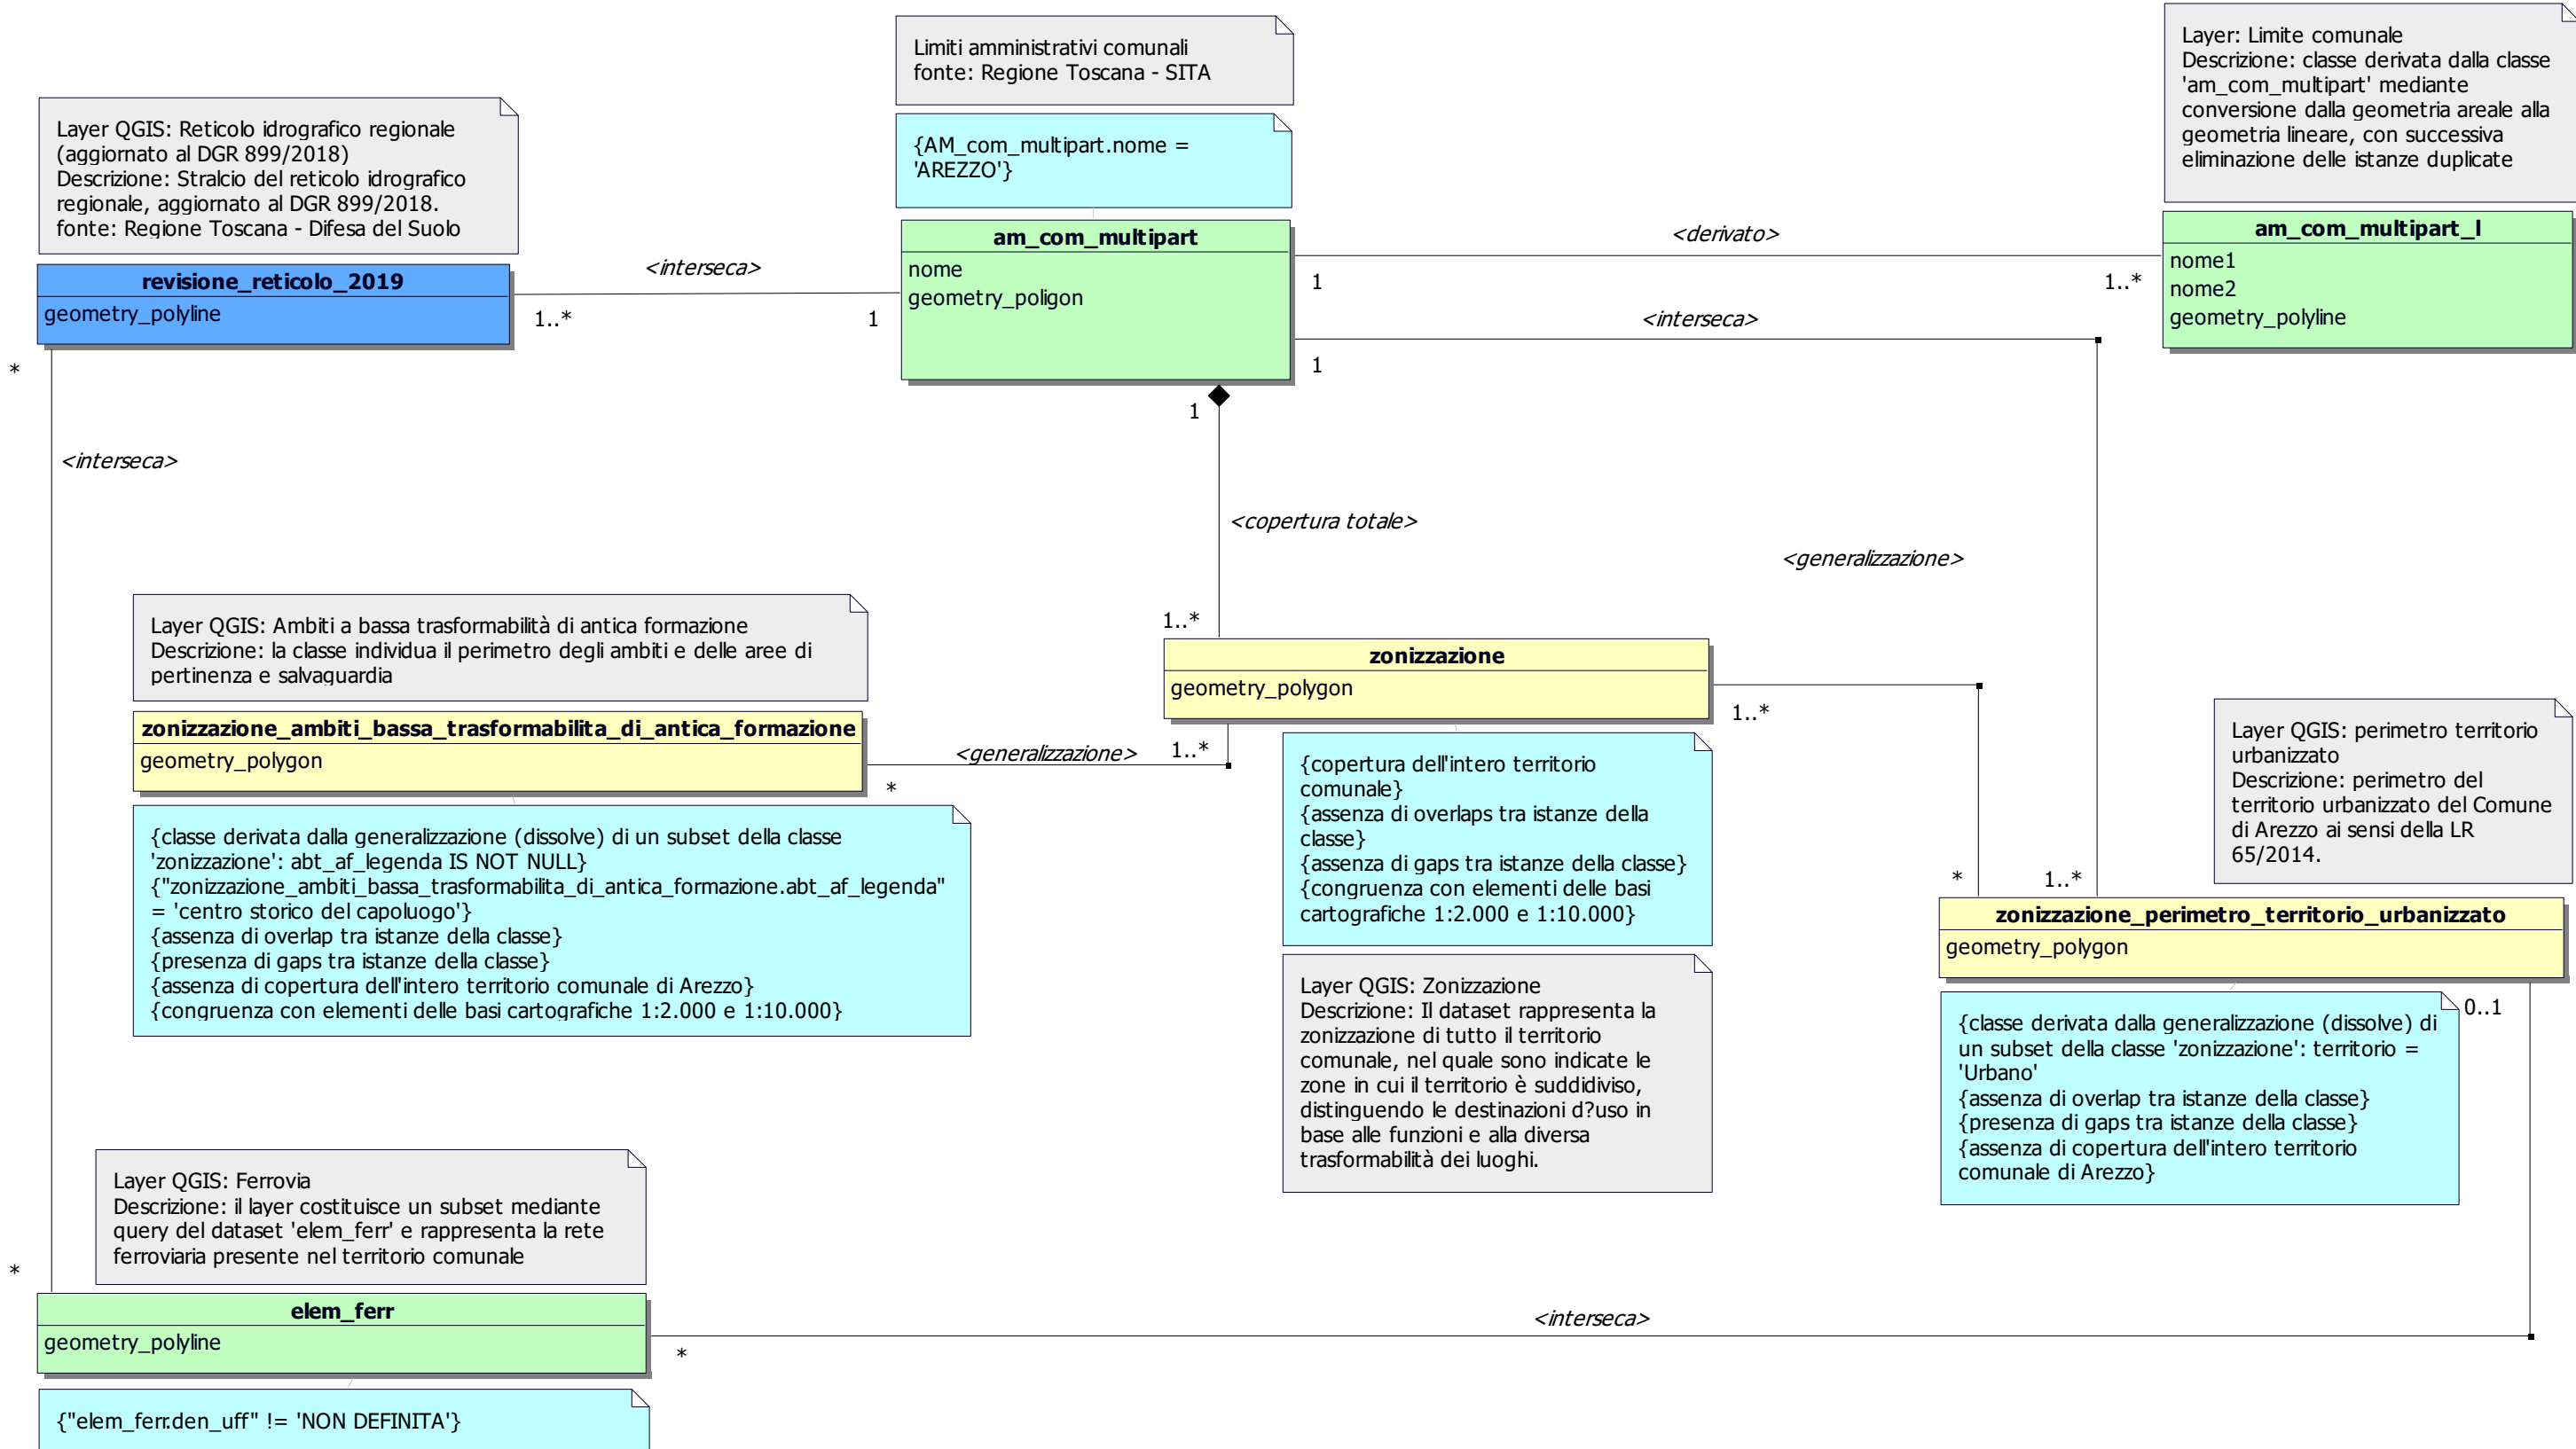 Limiti amministrativi comunali
fonte: Regione Toscana - SITA
Layer: Limite comunale
Descrizione: classe derivata dalla classe
'am_com_multipart' mediante
conversione dalla geometria areale alla
geometria lineare, con successiva
eliminazione delle istanze duplicate
Layer QGIS: Reticolo idrografico regionale
(aggiornato al DGR 899/2018)
Descrizione: Stralcio del reticolo idrografico
regionale, aggiornato al DGR 899/2018.
fonte: Regione Toscana - Difesa del Suolo
{AM_com_multipart.nome =
'AREZZO'}
revisione_reticolo_2019
geometry_polyline
<interseca>
1..*
1
am_com_multipart
nome
geometry_poligon
<derivato>
1
1..*
am_com_multipart_l
nome1
nome2
geometry_polyline
<interseca>
1
*
<interseca>
1
<copertura totale>
<generalizzazione>
1..*
Layer QGIS: Ambiti a bassa trasformabilità di antica formazione
Descrizione: la classe individua il perimetro degli ambiti e delle aree di
pertinenza e salvaguardia
zonizzazione
geometry_polygon
1..*
zonizzazione_ambiti_bassa_trasformabilita_di_antica_formazione
geometry_polygon
<generalizzazione>
1..*
*
{classe derivata dalla generalizzazione (dissolve) di un subset della classe
'zonizzazione': abt_af_legenda IS NOT NULL}
{"zonizzazione_ambiti_bassa_trasformabilita_di_antica_formazione.abt_af_legenda"
= 'centro storico del capoluogo'}
{assenza di overlap tra istanze della classe}
{presenza di gaps tra istanze della classe}
{assenza di copertura dell'intero territorio comunale di Arezzo}
{congruenza con elementi delle basi cartografiche 1:2.000 e 1:10.000}
{copertura dell'intero territorio
comunale}
{assenza di overlaps tra istanze della
classe}
{assenza di gaps tra istanze della classe}
{congruenza con elementi delle basi
cartografiche 1:2.000 e 1:10.000}
Layer QGIS: Zonizzazione
Descrizione: Il dataset rappresenta la
zonizzazione di tutto il territorio
comunale, nel quale sono indicate le
zone in cui il territorio è suddidiviso,
distinguendo le destinazioni d?uso in
base alle funzioni e alla diversa
trasformabilità dei luoghi.
Layer QGIS: perimetro territorio
urbanizzato
Descrizione: perimetro del
territorio urbanizzato del Comune
di Arezzo ai sensi della LR
65/2014.
*
1..*
zonizzazione_perimetro_territorio_urbanizzato
geometry_polygon
0..1
{classe derivata dalla generalizzazione (dissolve) di
un subset della classe 'zonizzazione': territorio =
'Urbano'
{assenza di overlap tra istanze della classe}
{presenza di gaps tra istanze della classe}
{assenza di copertura dell'intero territorio
comunale di Arezzo}
Layer QGIS: Ferrovia
Descrizione: il layer costituisce un subset mediante
query del dataset 'elem_ferr' e rappresenta la rete
ferroviaria presente nel territorio comunale
*
elem_ferr
geometry_polyline
<interseca>
*
{"elem_ferr.den_uff" != 'NON DEFINITA'}